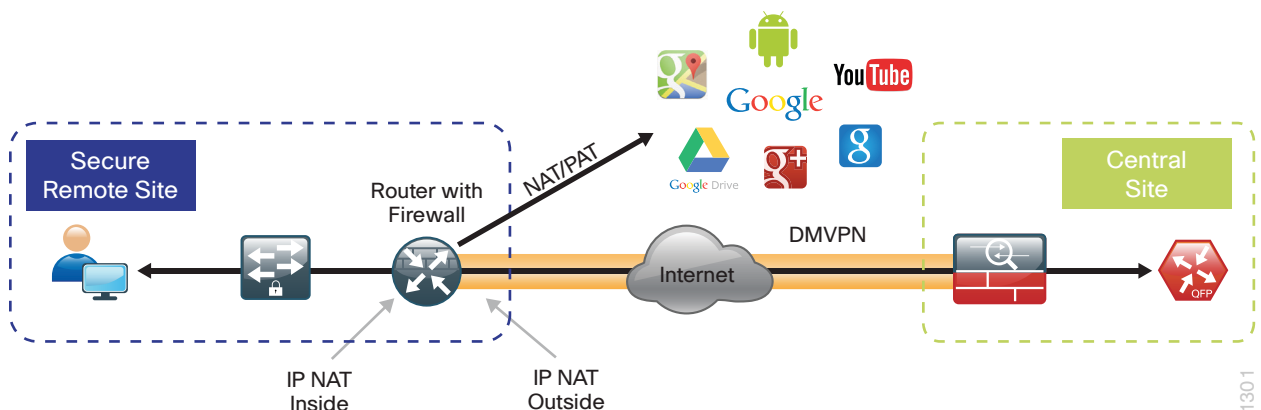 Secure
Remote Site
Router with
Firewall
NAT/PAT
Google
YouTube
Google Drive
g+
g
g
Central
Site
DMVPN
Internet
QFP
IP NAT
Inside
IP NAT
Outside
1301